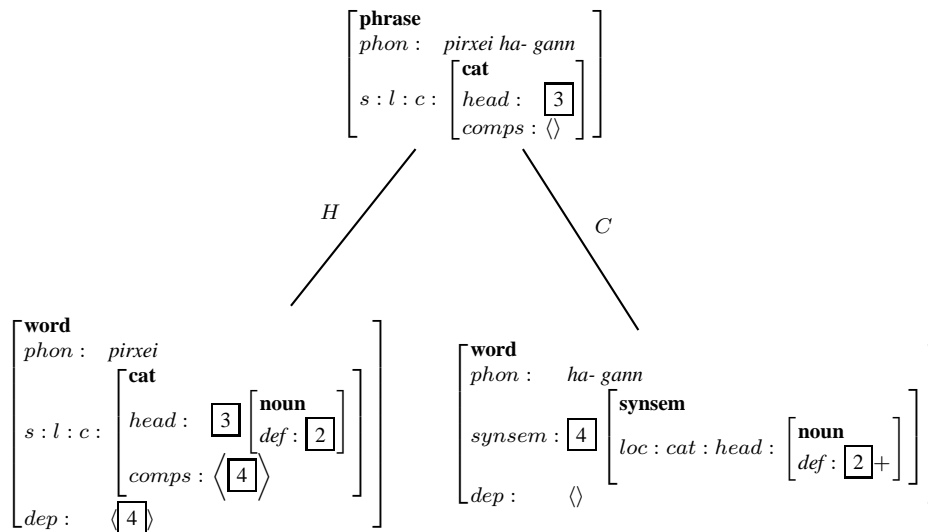 phrase
phon : pirxei ha- gann
cat
s : l : c : head : 3
comps : ⟨⟩
H
C
word
phon : pirxei
cat
s : l : c : head : 3 noun
def : 2
comps : ⟨ 4 ⟩
dep : ⟨ 4 ⟩
word
phon : ha- gann
synsem
synsem : 4 loc : cat : head : noun
def : 2 +
dep : ⟨⟩